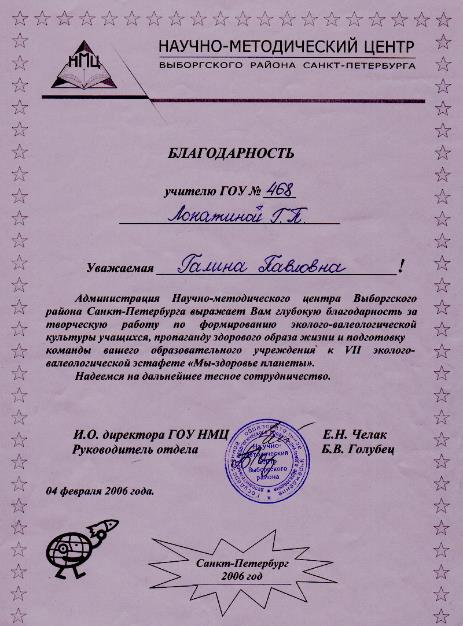 НМЦ
НАУЧНО-МЕТОДИЧЕСКИЙ ЦЕНТР
ВЫБОРГСКОГО РАЙОНА САНКТ-ПЕТЕРБУРГА
БЛАГОДАРНОСТЬ
учителю ГОУ № 468
Лопатиной Г.П.
Уважаемая Галина Павловна !
Администрация Научно-методического центра Выборгского
района Санкт-Петербурга выражает Вам глубокую благодарность за
творческую работу по формированию эколого-валеологической
культуры учащихся, пропаганду здорового образа жизни и подготовку
команды вашего образовательного учреждения к VII эколого-
валеологической эстафете «Мы-здоровье планеты».
Надеемся на дальнейшее тесное сотрудничество.
И.О. директора ГОУ НМЦ Е.Н. Челак
Руководитель отдела Б.В. Голубец
Научно-
методический
центр
Выборгского
района
04 февраля 2006 года.
Санкт-Петербург
2006 год